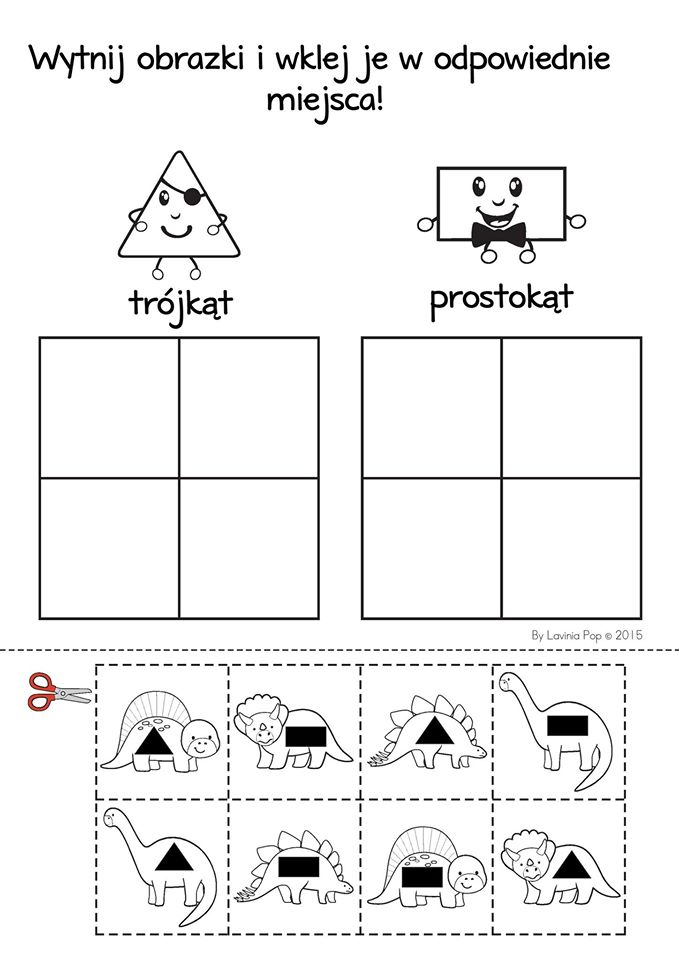 Wytnij obrazki i wklej je w odpowiednie
miejsca!
trójkąt
prostokąt
By Lavinia Pop © 2015